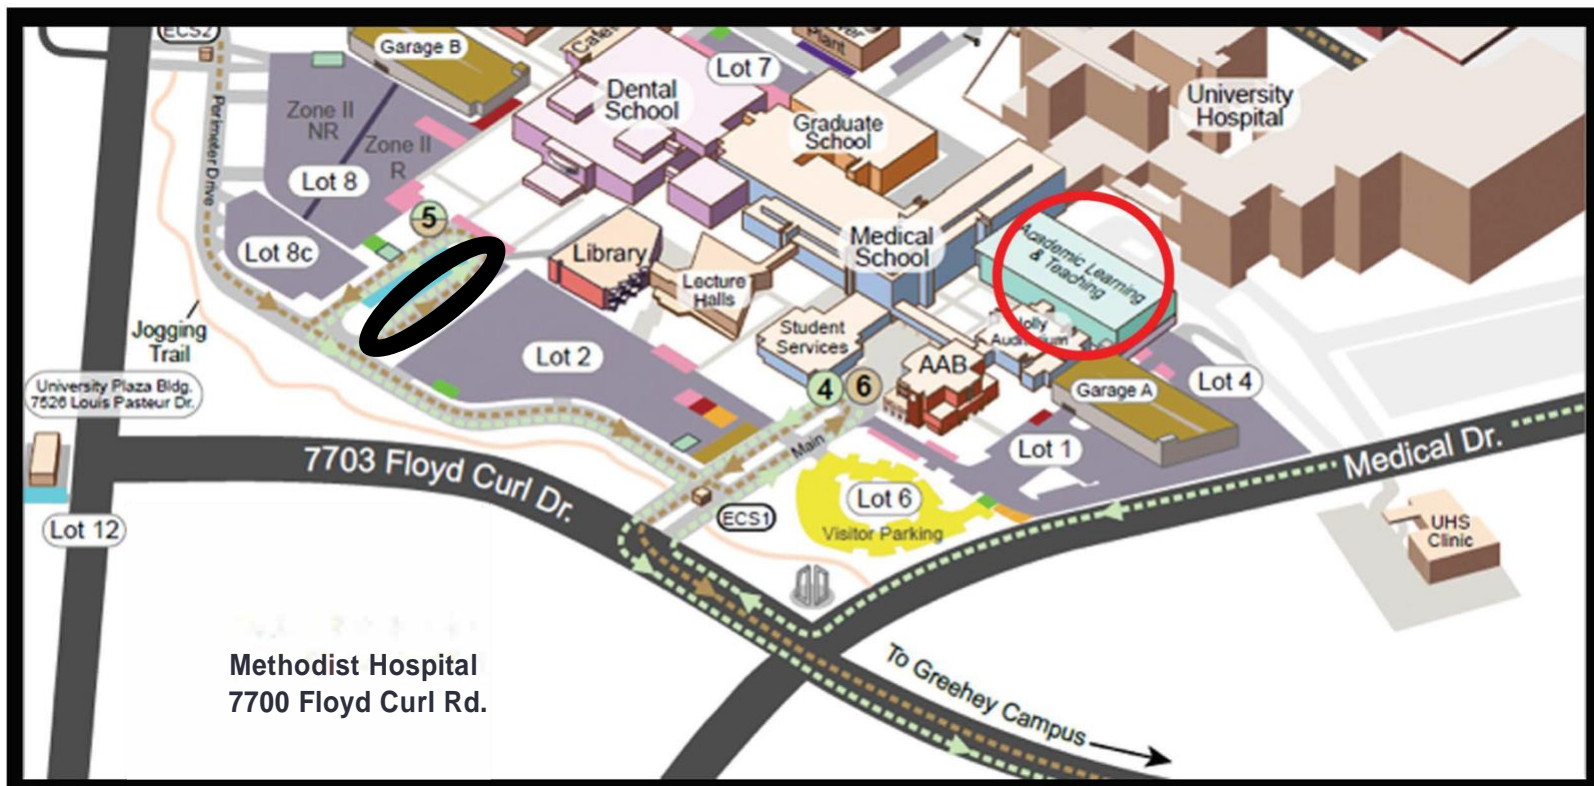 ECS2
Garage B
Lot 7
Plant
Dental
School
Graduate
School
University
Hospital
Perimeter Drive
Zone II
NR
Zone II
R
Lot 8
5
Lot 8c
Library
Lecture
Halls
Medical
School
Academic Learning
& Teaching
Jogging
Trail
Lot 2
Student
Services
AAB
4
6
Garage A
Lot 4
University Plaza Bldg.
7526 Louis Pasteur Dr.
Main
Lot 1
7703 Floyd Curl Dr.
Medical Dr.
Lot 12
ECS1
Lot 6
Visitor Parking
UHS
Clinic
Methodist Hospital
7700 Floyd Curl Rd.
To Greehey Campus